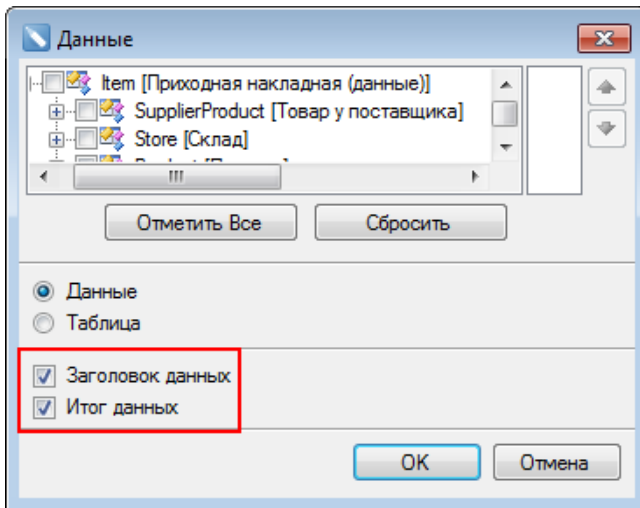 Данные
Item [Приходная накладная (данные)]
SupplierProduct [Товар у поставщика]
Store [Склад]
Отметить Все
Сбросить
Данные
Таблица
Заголовок данных
Итог данных
OK
Отмена